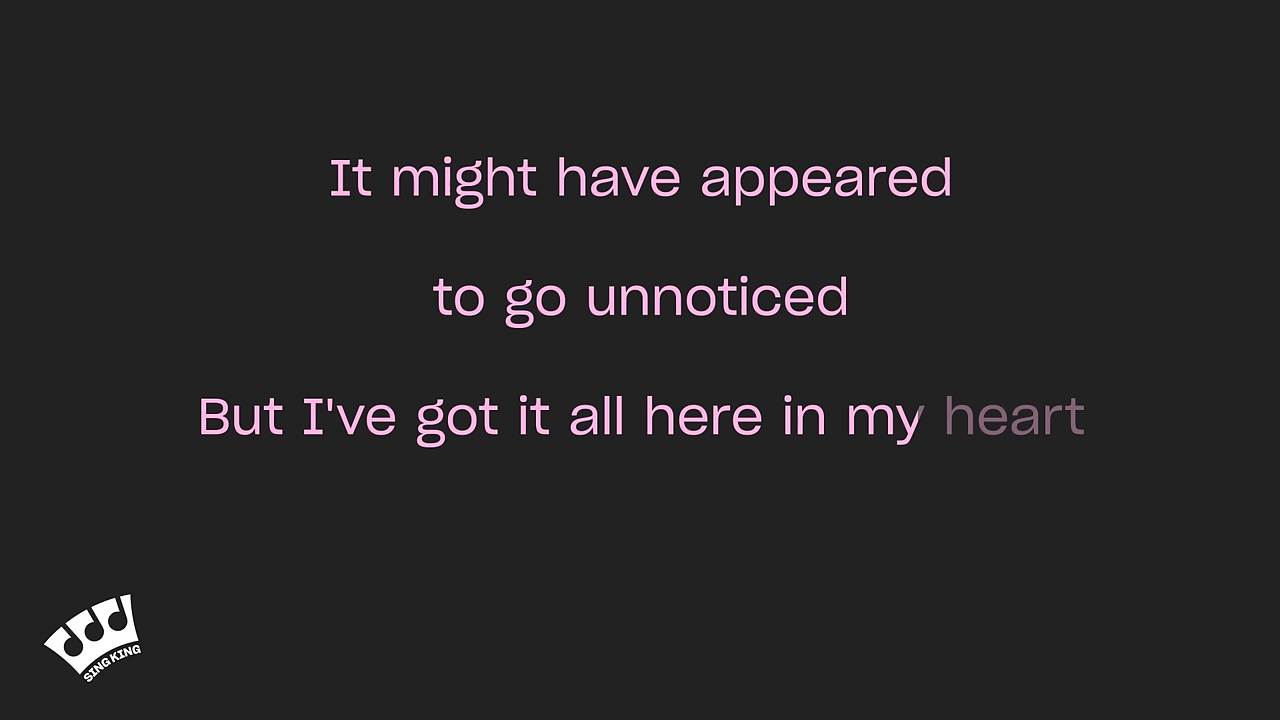 It might have appeared
to go unnoticed
But I've got it all here in my heart
SING KING